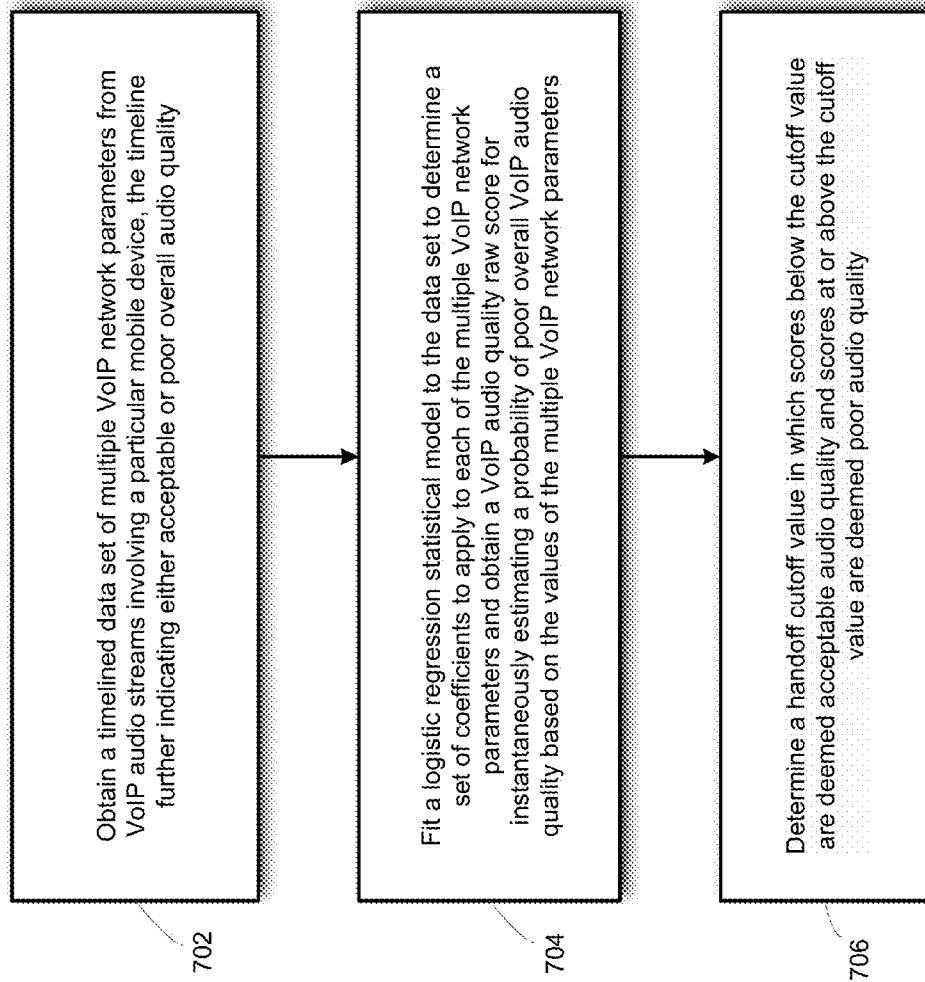 Obtain a timelined data set of multiple VoIP network parameters from
VoIP audio streams involving a particular mobile device, the timeline
further indicating either acceptable or poor overall audio quality
702
Fit a logistic regression statistical model to the data set to determine a
set of coefficients to apply to each of the multiple VoIP network
parameters and obtain a VoIP audio quality raw score for
instantaneously estimating a probability of poor overall VoIP audio
quality based on the values of the multiple VoIP network parameters
704
Determine a handoff cutoff value in which scores below the cutoff value
are deemed acceptable audio quality and scores at or above the cutoff
value are deemed poor audio quality
706